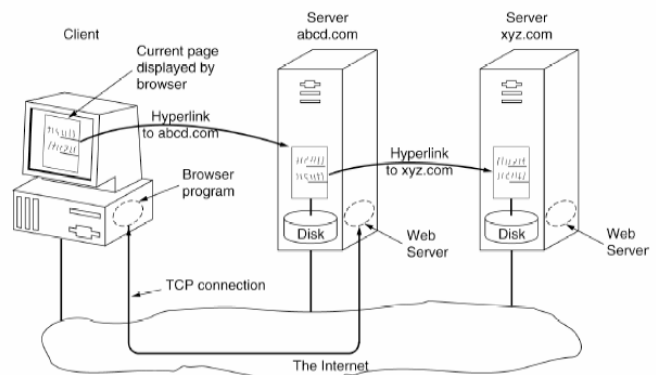 Client
Server
abcd.com
Server
xyz.com
Current page
displayed by
browser
Hyperlink
to abcd.com
Hyperlink
to xyz.com
Browser
program
Disk
Web
Server
Disk
Web
Server
TCP connection
The Internet